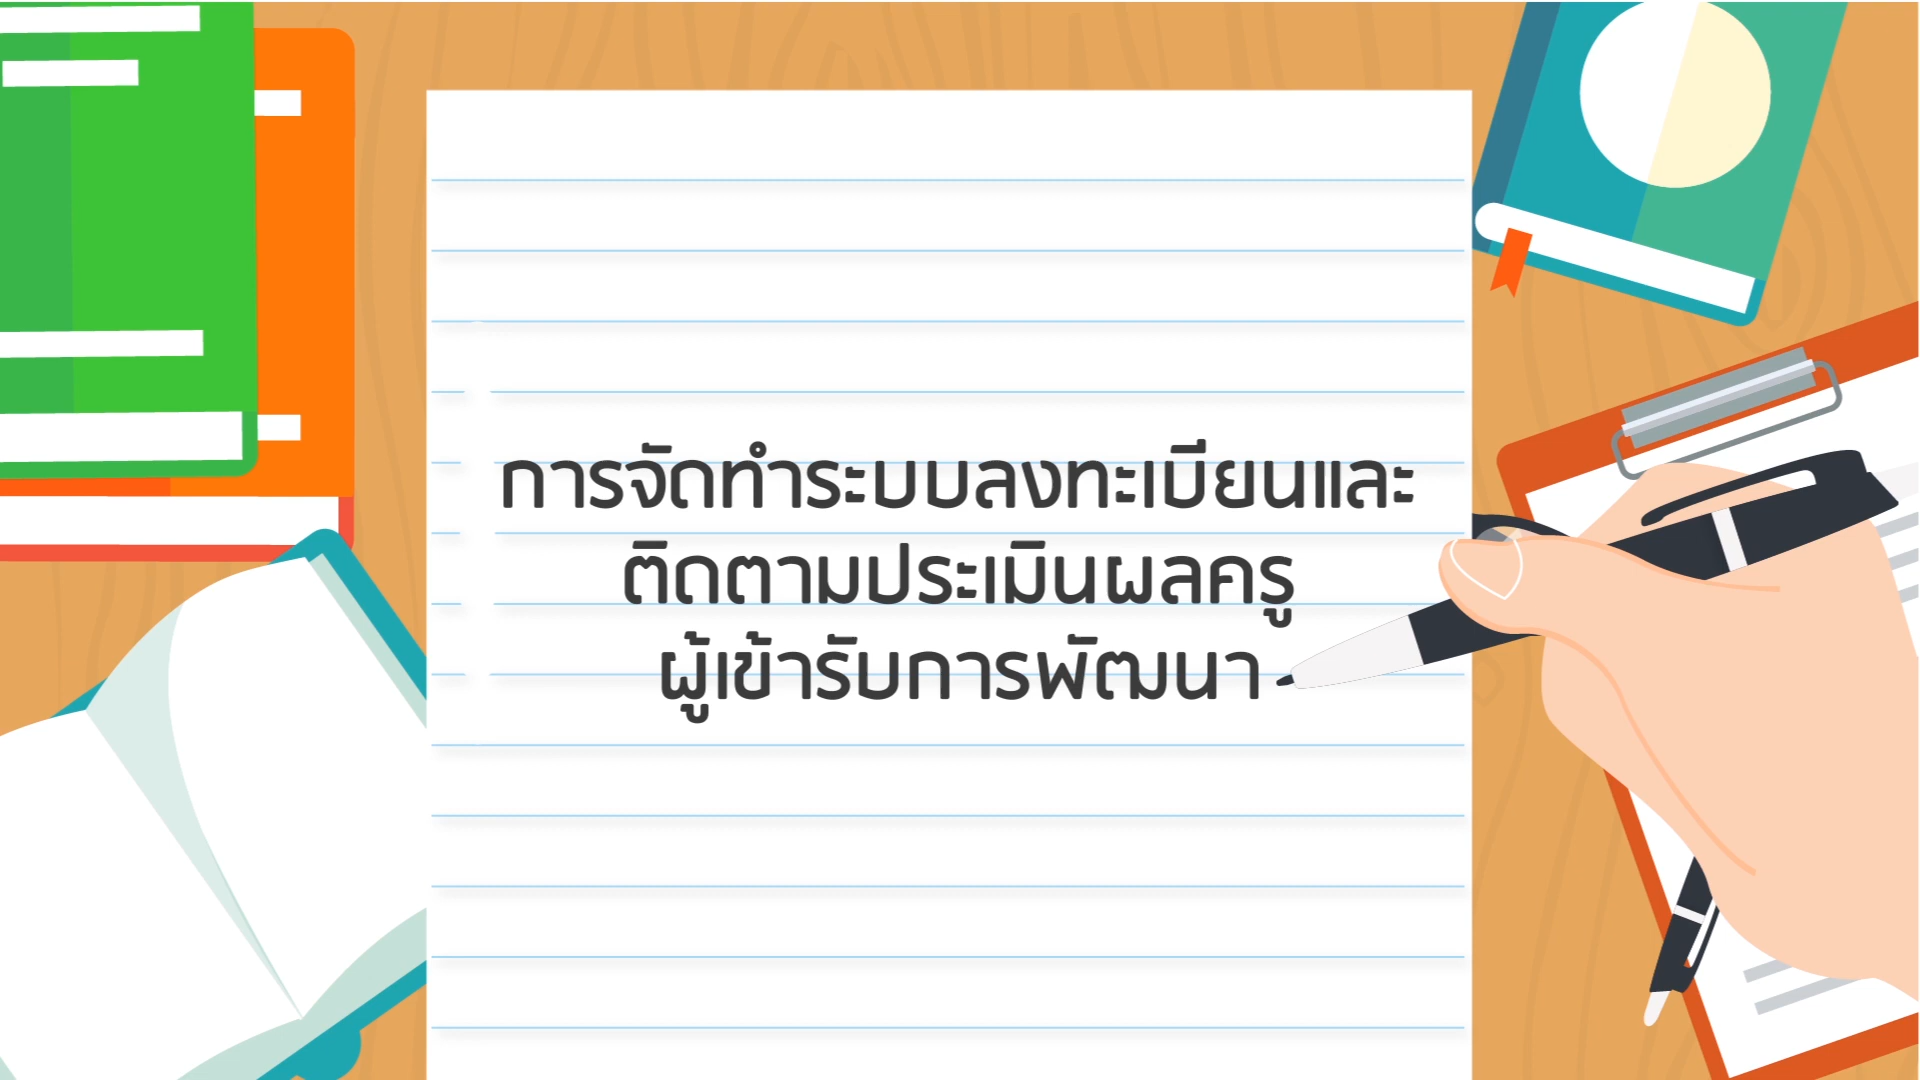 การจัดทำระบบลงทะเบียนและ
ติดตามประเมินผลครู
ผู้เข้ารับการพัฒนา